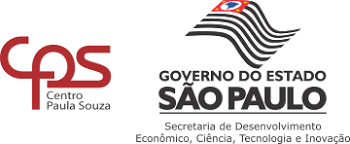 cps
Centro
Paula Souza
GOVERNO DO ESTADO
SÃO PAULO
Secretaria de Desenvolvimento
Econômico, Ciência, Tecnologia e Inovação